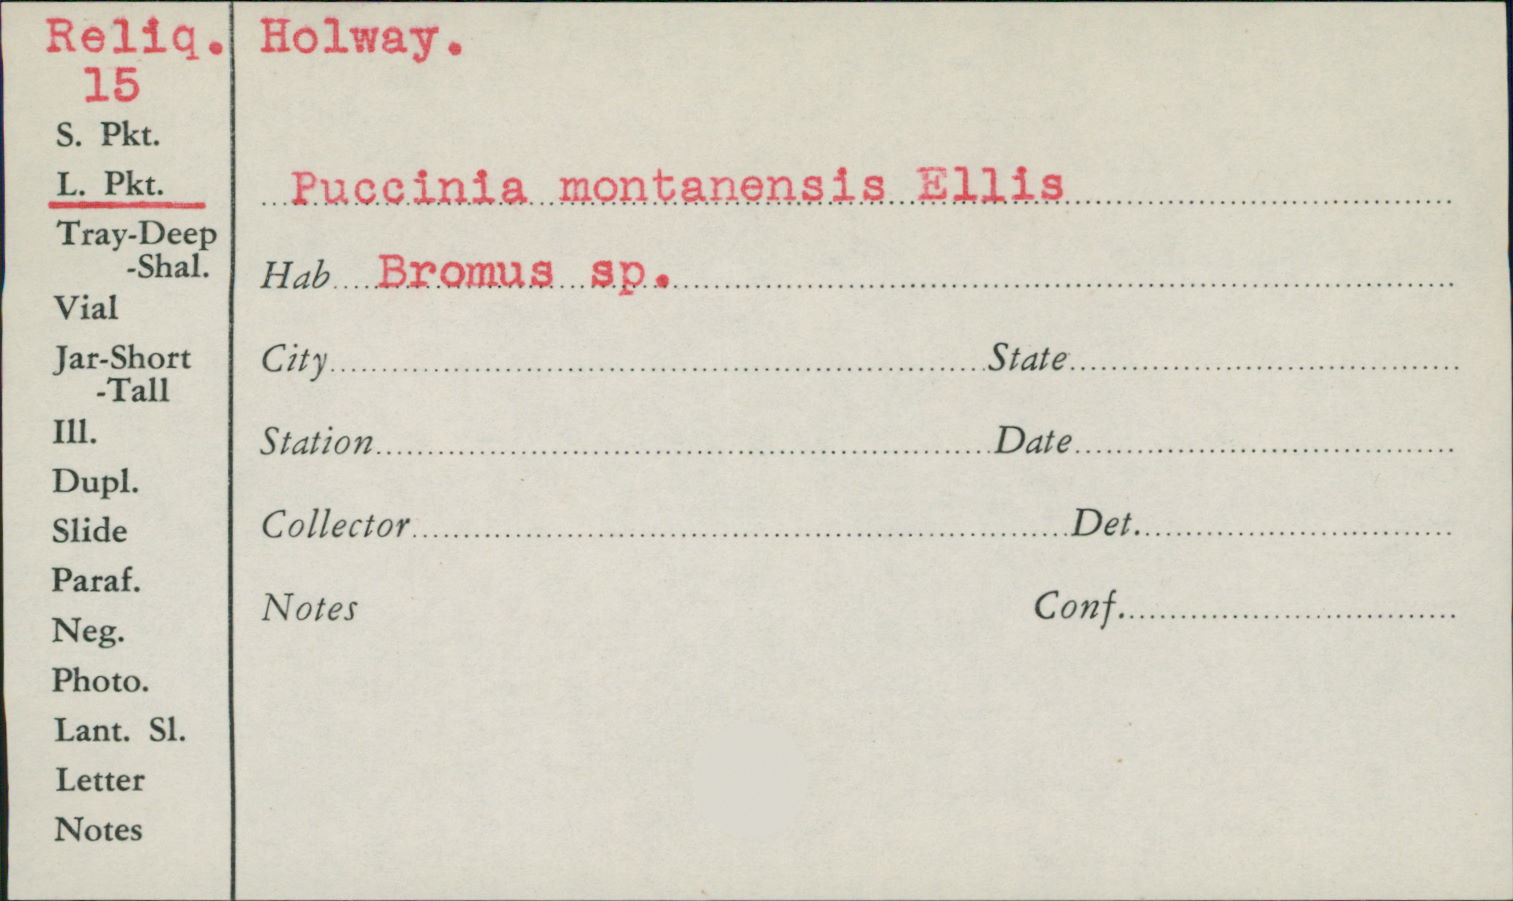 Reliq.
15
S. Pkt.
L. Pkt.
Tray-Deep
-Shal.
Vial
Jar-Short
-Tall
Ill.
Dupl.
Slide
Paraf.
Neg.
Photo.
Lant. Sl.
Letter
Notes
Holway.
Puccinia montanensis Ellis
Hab Bromus sp.
City State
Station Date
Collector Det.
Notes Conf.